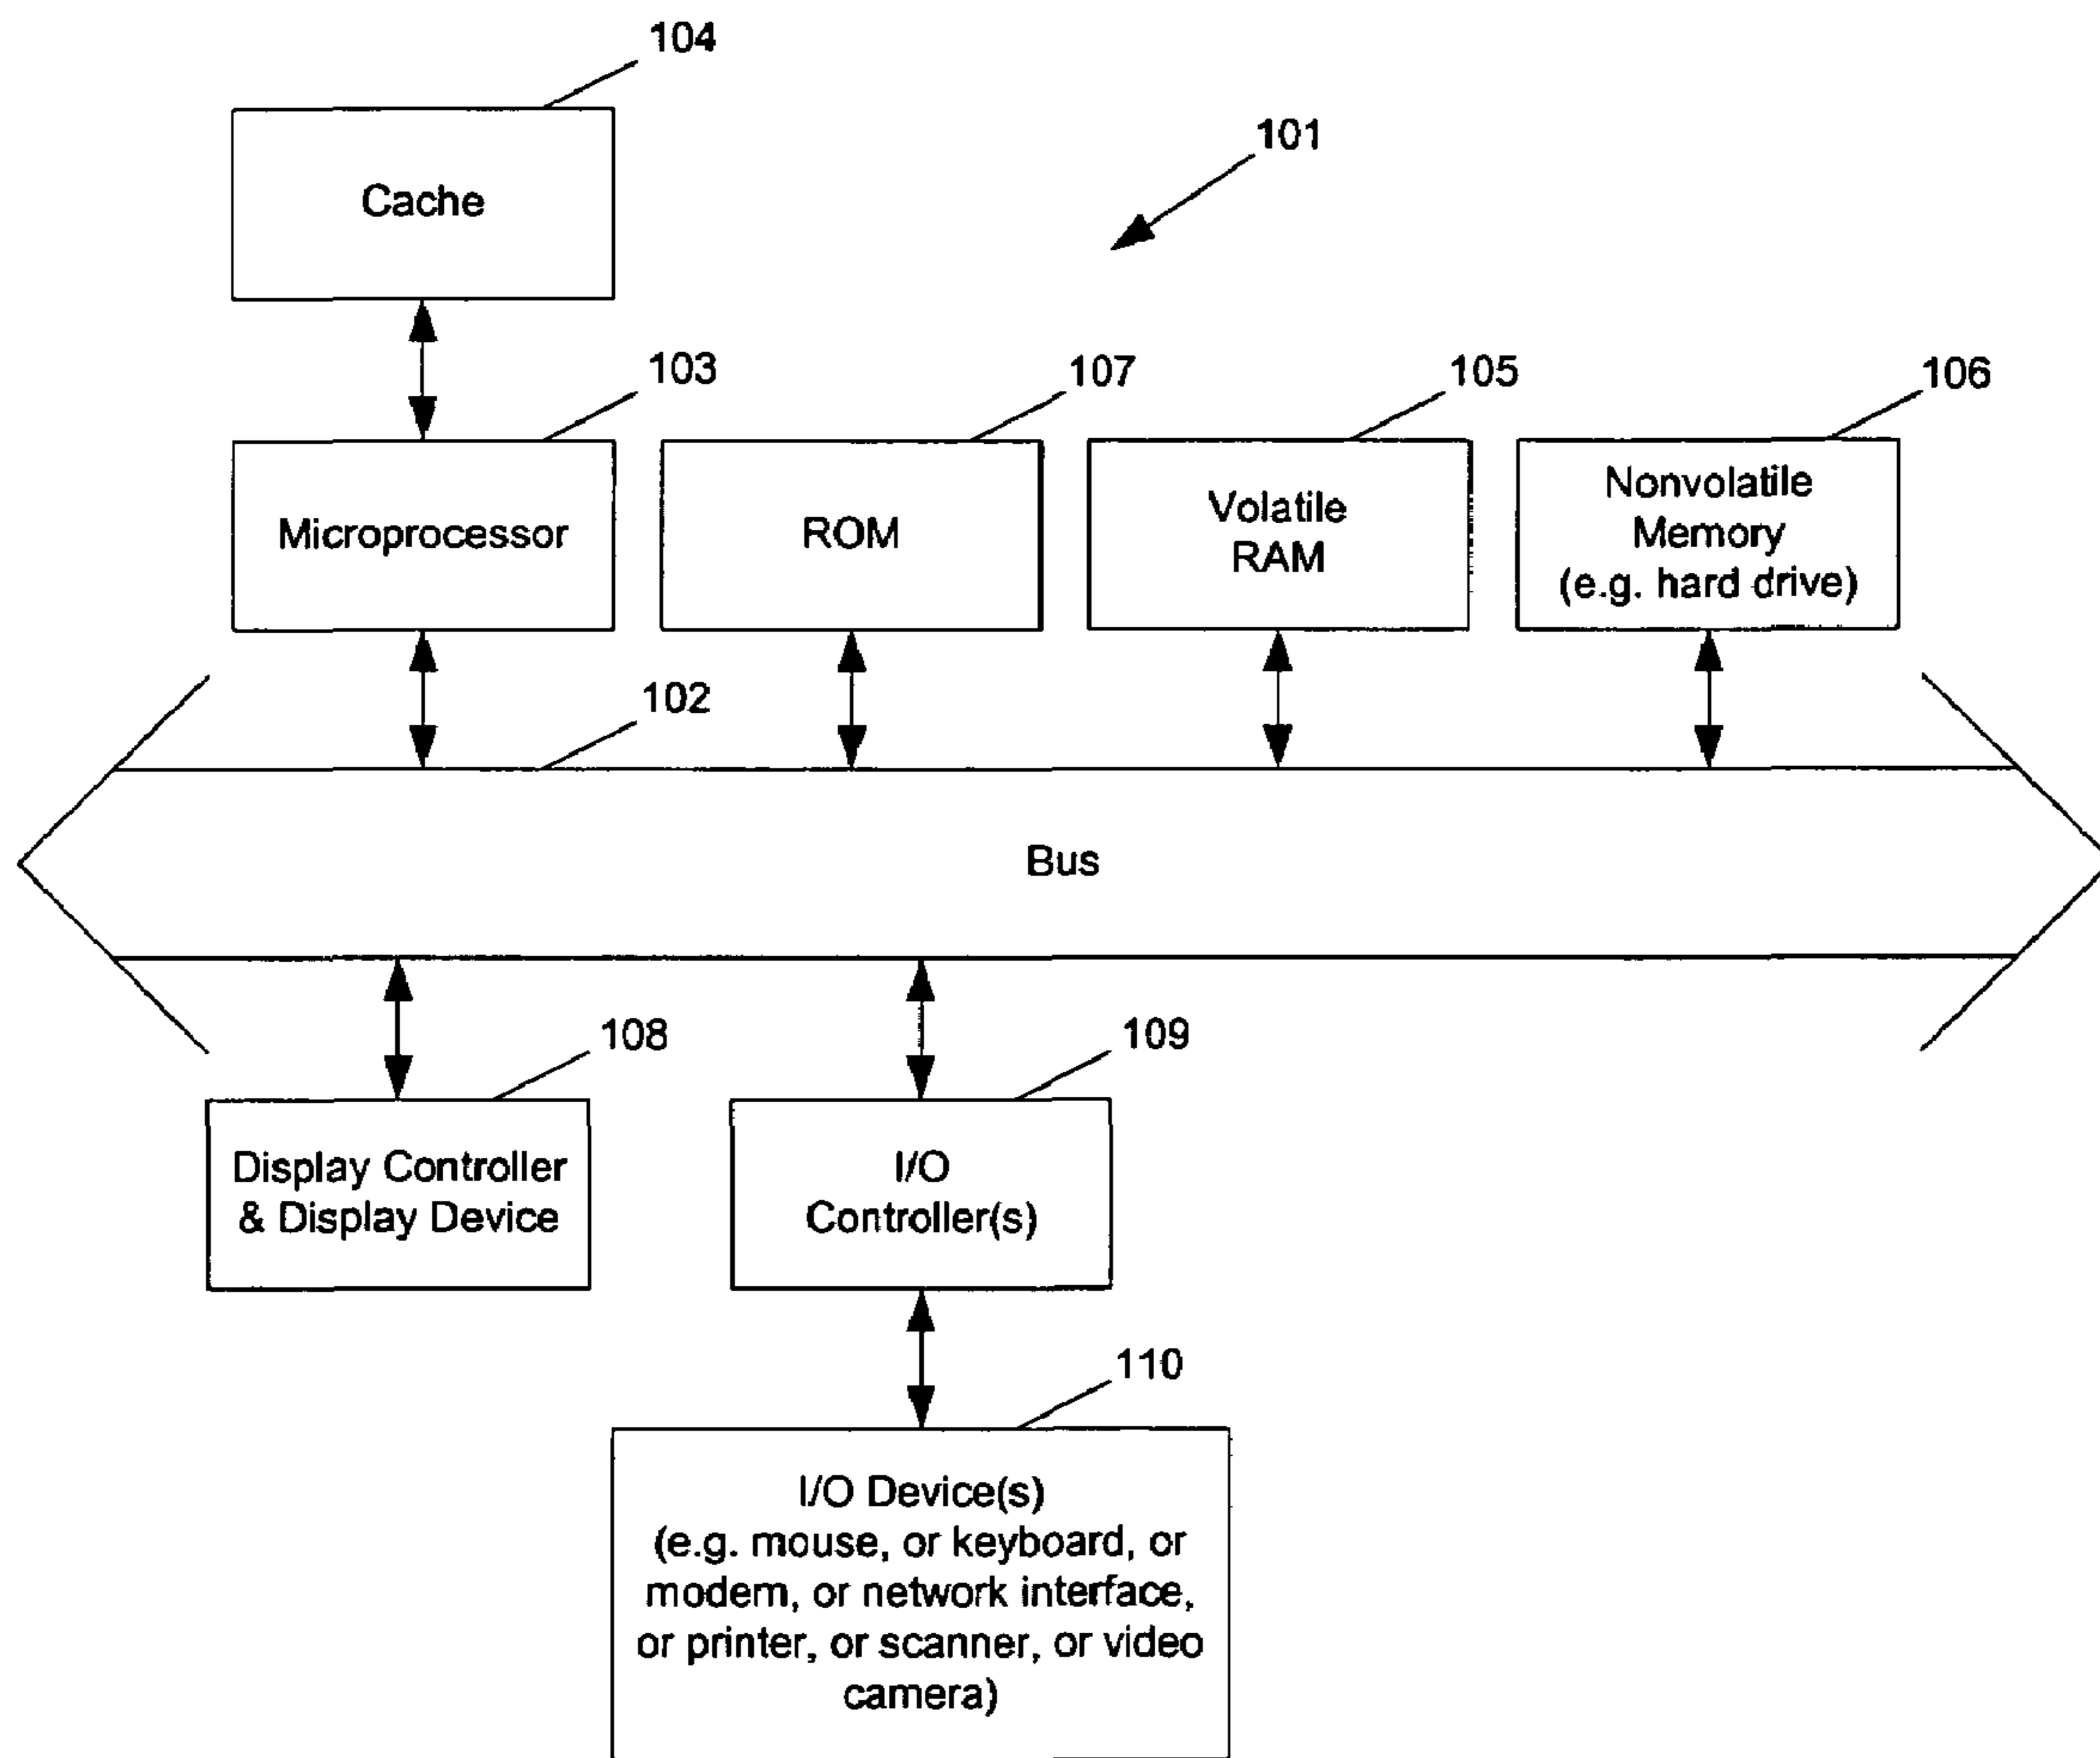 104
101
Cache
103
107
105
106
Microprocessor
ROM
Volatile
RAM
Nonvolatile
Memory
(e.g. hard drive)
102
Bus
108
109
Display Controller
& Display Device
I/O
Controller(s)
110
I/O Device(s)
(e.g. mouse, or keyboard, or
modem, or network interface,
or printer, or scanner, or video
camera)